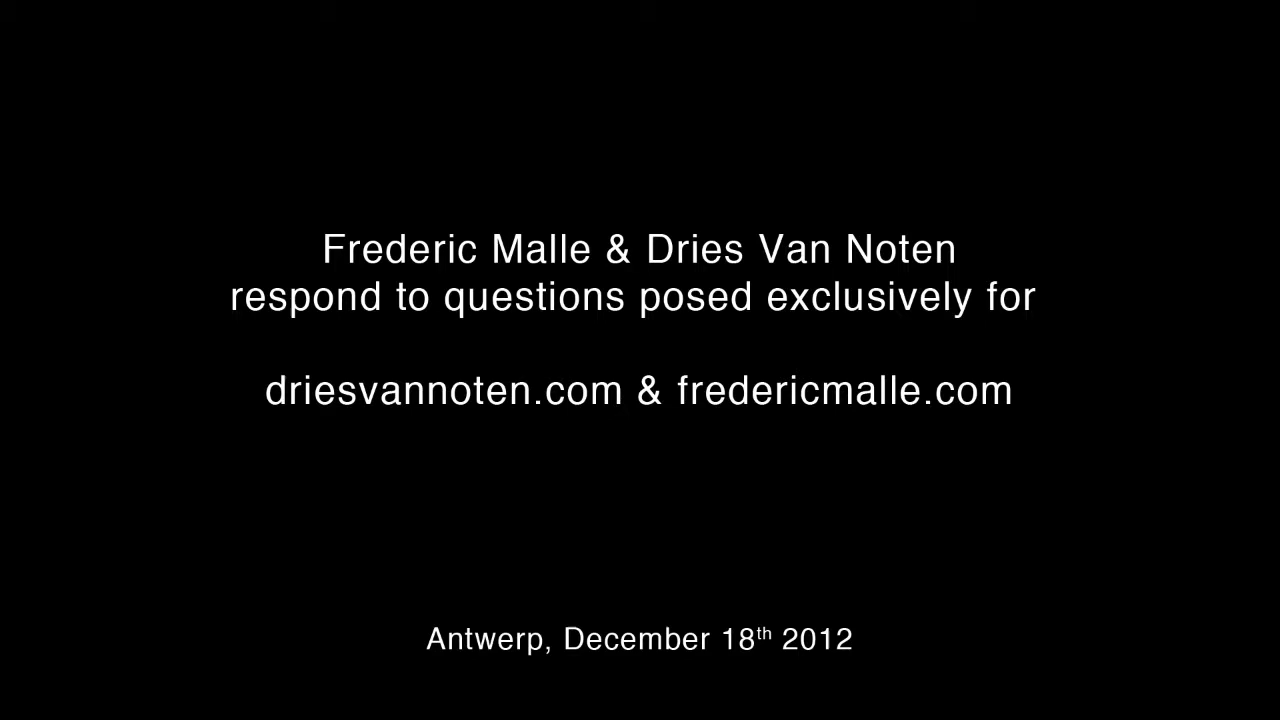 Frederic Malle & Dries Van Noten
respond to questions posed exclusively for
driesvannoten.com & fredericmalle.com
Antwerp, December 18th 2012